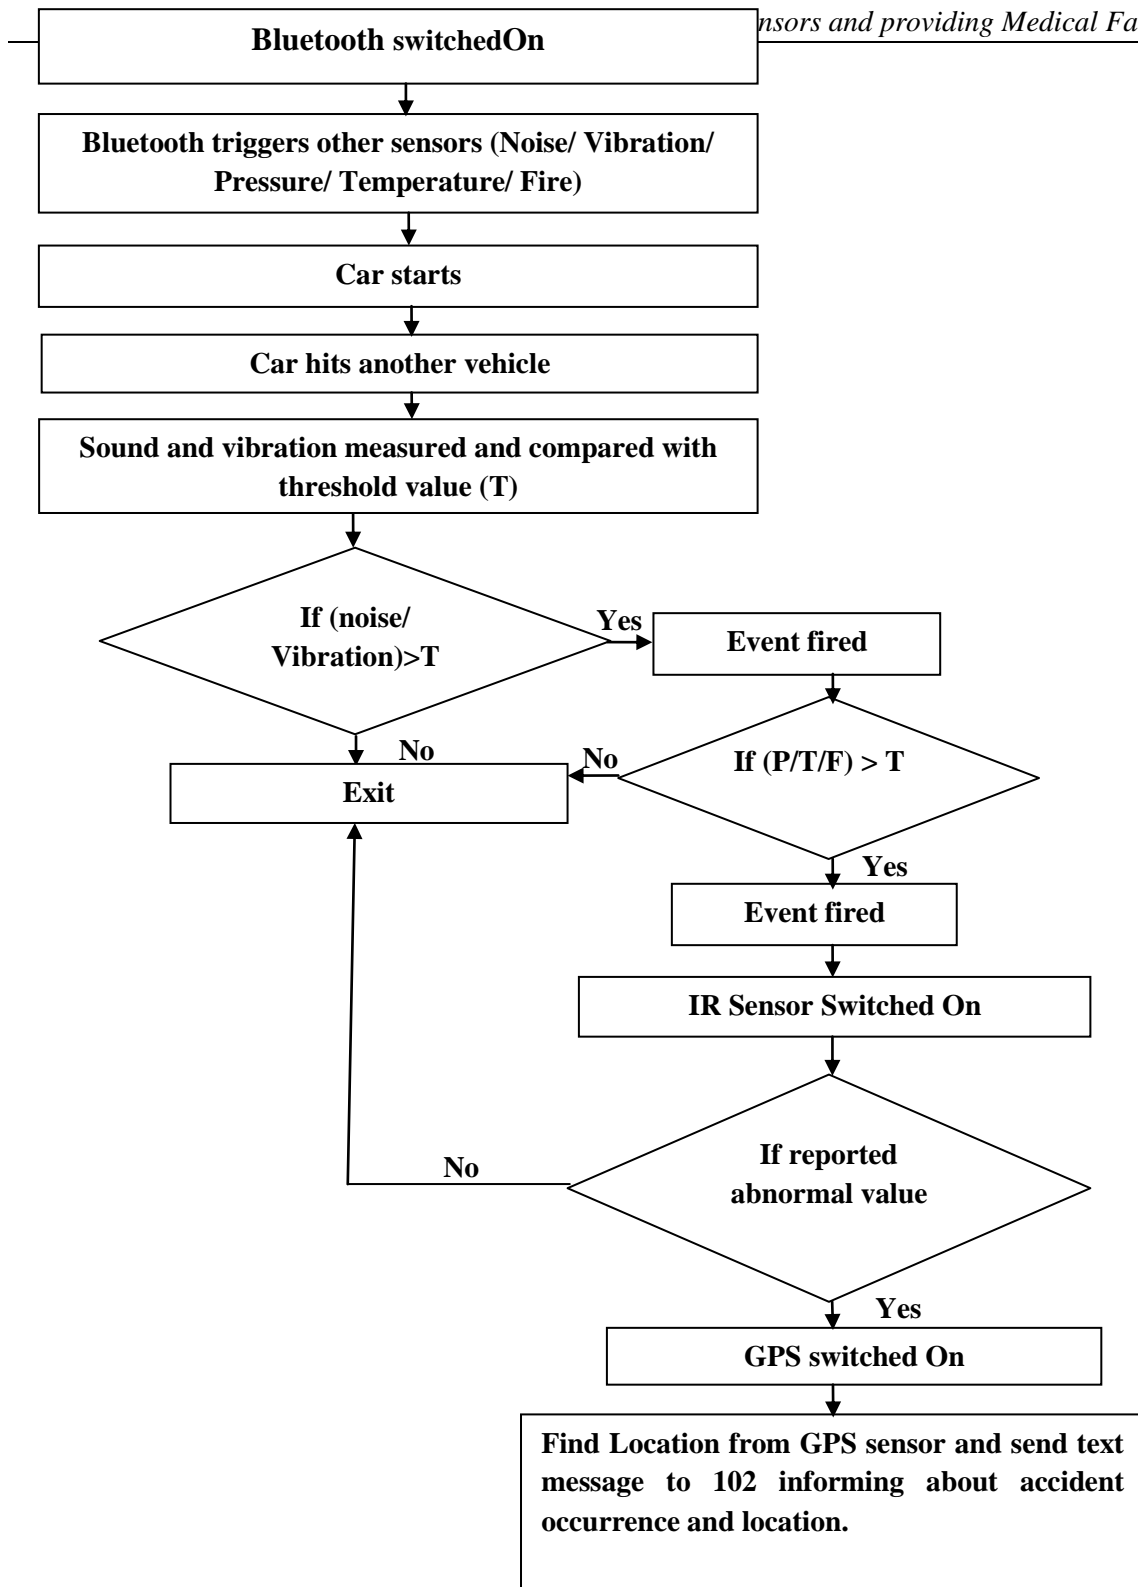 nsors and providing Medical Fa
Bluetooth switchedOn
Bluetooth triggers other sensors (Noise/ Vibration/
Pressure/ Temperature/ Fire)
Car starts
Car hits another vehicle
Sound and vibration measured and compared with
threshold value (T)
If (noise/
Vibration)>T
Yes
Event fired
No
If (P/T/F) > T
No
Exit
Yes
Event fired
IR Sensor Switched On
If reported
abnormal value
No
Yes
GPS switched On
Find Location from GPS sensor and send text
message to 102 informing about accident
occurrence and location.